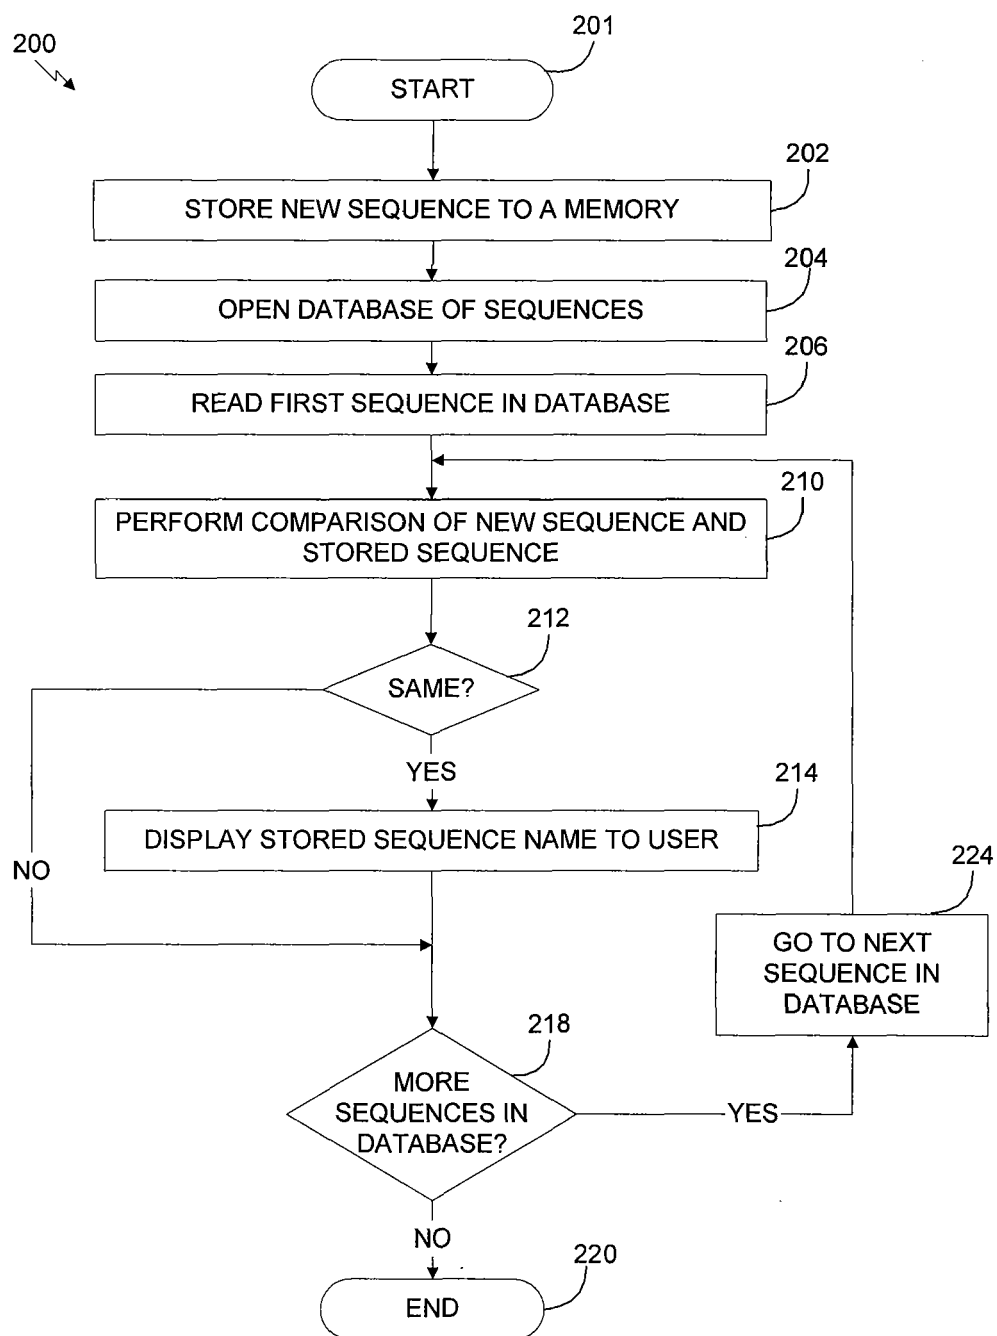 200
201
START
202
STORE NEW SEQUENCE TO A MEMORY
204
OPEN DATABASE OF SEQUENCES
206
READ FIRST SEQUENCE IN DATABASE
210
PERFORM COMPARISON OF NEW SEQUENCE AND
STORED SEQUENCE
212
SAME?
YES
214
DISPLAY STORED SEQUENCE NAME TO USER
NO
224
GO TO NEXT
SEQUENCE IN
DATABASE
218
MORE
SEQUENCES IN
DATABASE?
YES
NO
220
END